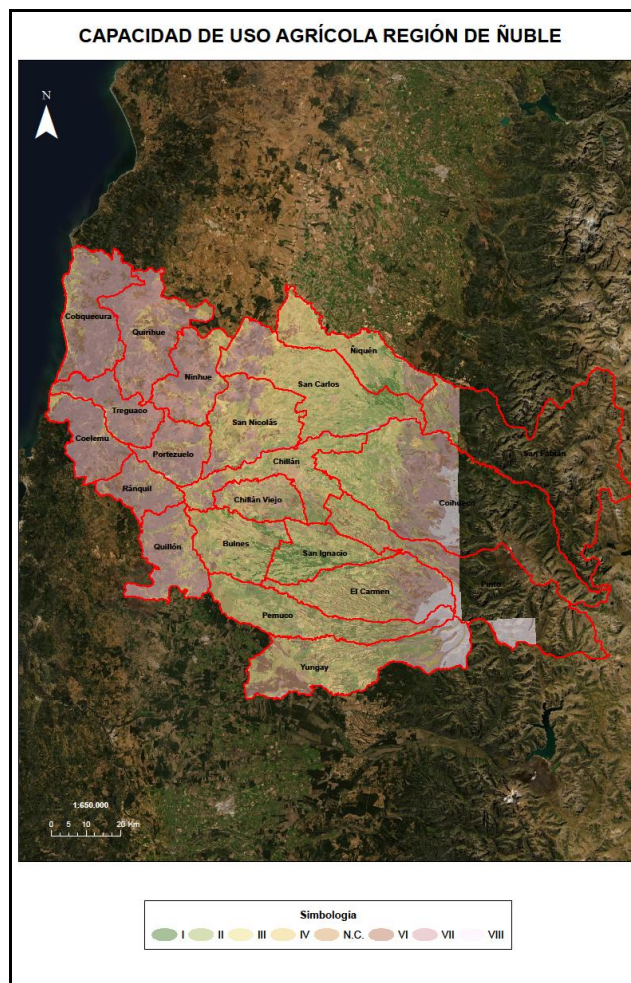 CAPACIDAD DE USO AGRÍCOLA REGIÓN DE ÑUBLE
N
Cobquecura
Quirihue
Ñiquén
Ninhue
San Carlos
Treguaco
San Nicolás
Coelemu
Portezuelo
San Fabián
Chillán
Ránquil
Chillán Viejo
Coihueco
Quillón
Bulnes
San Ignacio
Pinto
El Carmen
Pemuco
Yungay
1:650.000
0 5 10 20 Km
Simbología
I II III IV N.C. VI VII VIII